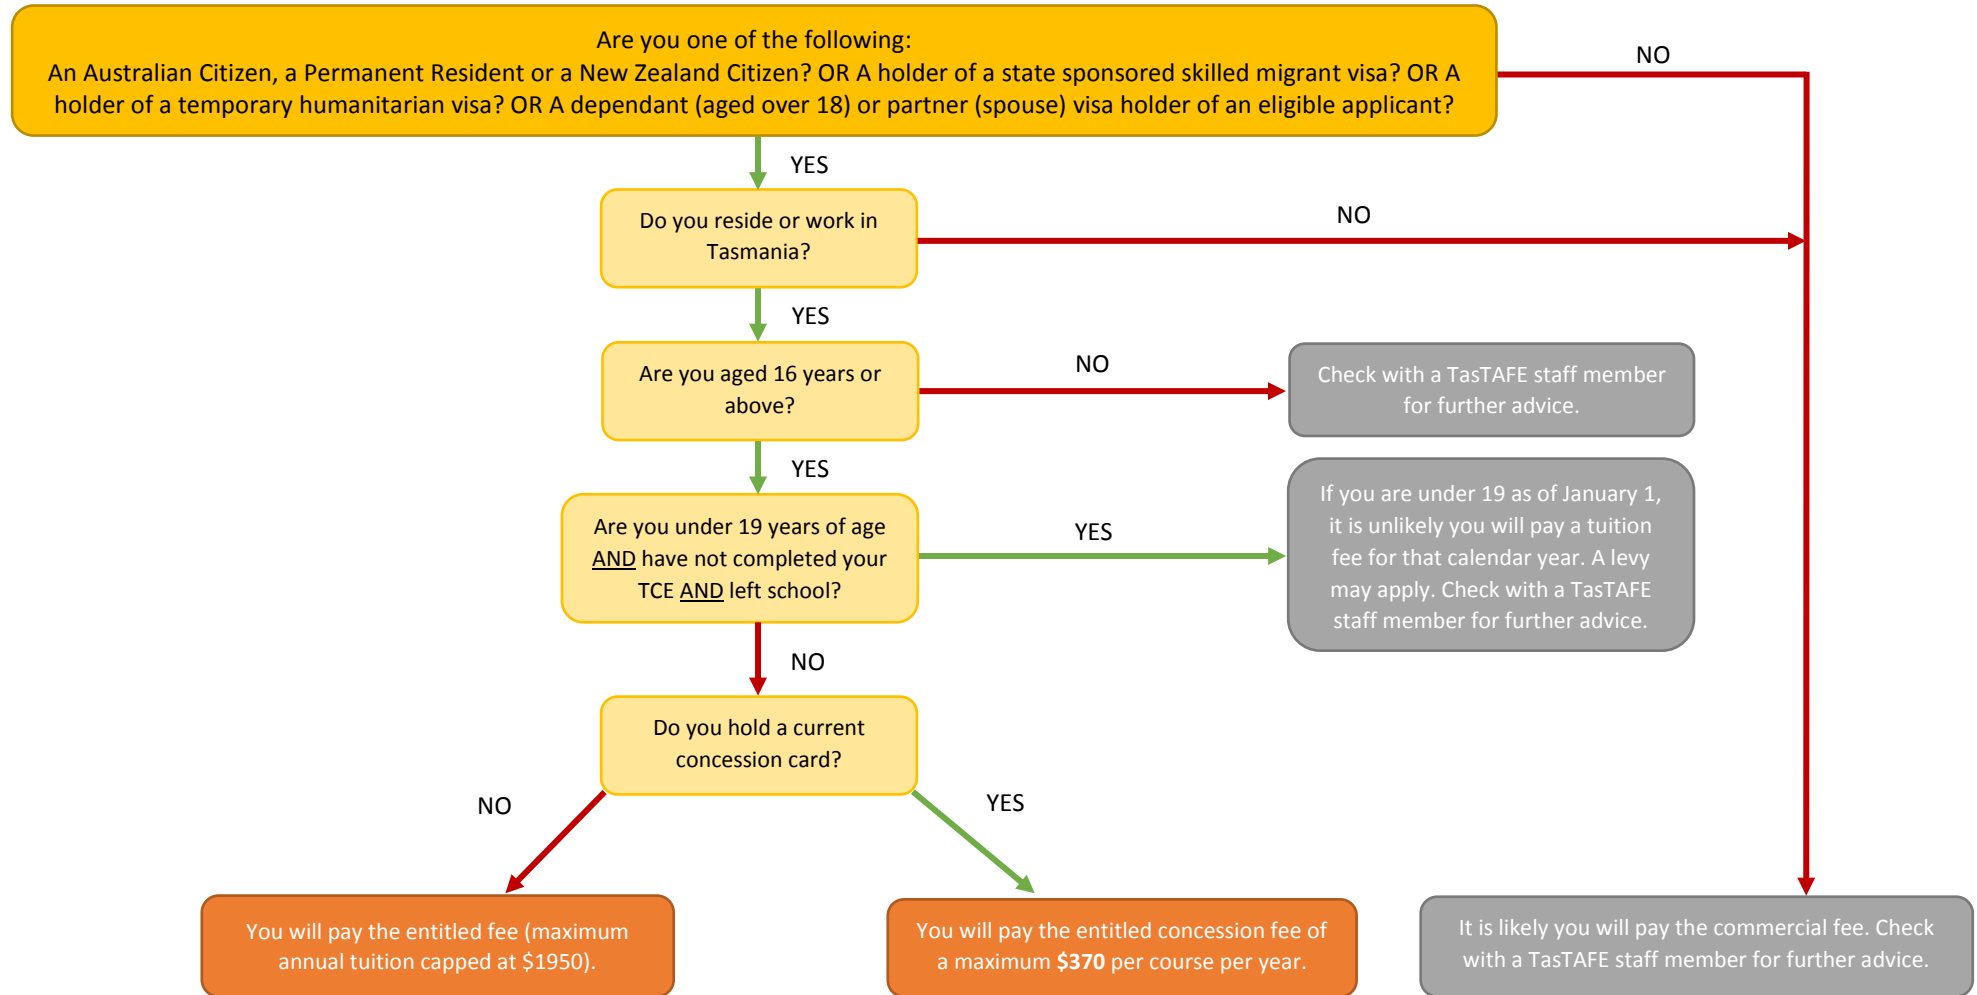 Are you one of the following:
An Australian Citizen, a Permanent Resident or a New Zealand Citizen? OR A holder of a state sponsored skilled migrant visa? OR A
holder of a temporary humanitarian visa? OR A dependant (aged over 18) or partner (spouse) visa holder of an eligible applicant?
NO
YES
Do you reside or work in
Tasmania?
NO
YES
Are you aged 16 years or
above?
NO
Check with a TasTAFE staff member
for further advice.
YES
Are you under 19 years of age
AND have not completed your
TCE AND left school?
YES
If you are under 19 as of January 1,
it is unlikely you will pay a tuition
fee for that calendar year. A levy
may apply. Check with a TasTAFE
staff member for further advice.
NO
Do you hold a current
concession card?
NO
YES
You will pay the entitled fee (maximum
annual tuition capped at $1950).
You will pay the entitled concession fee of
a maximum $370 per course per year.
It is likely you will pay the commercial fee. Check
with a TasTAFE staff member for further advice.